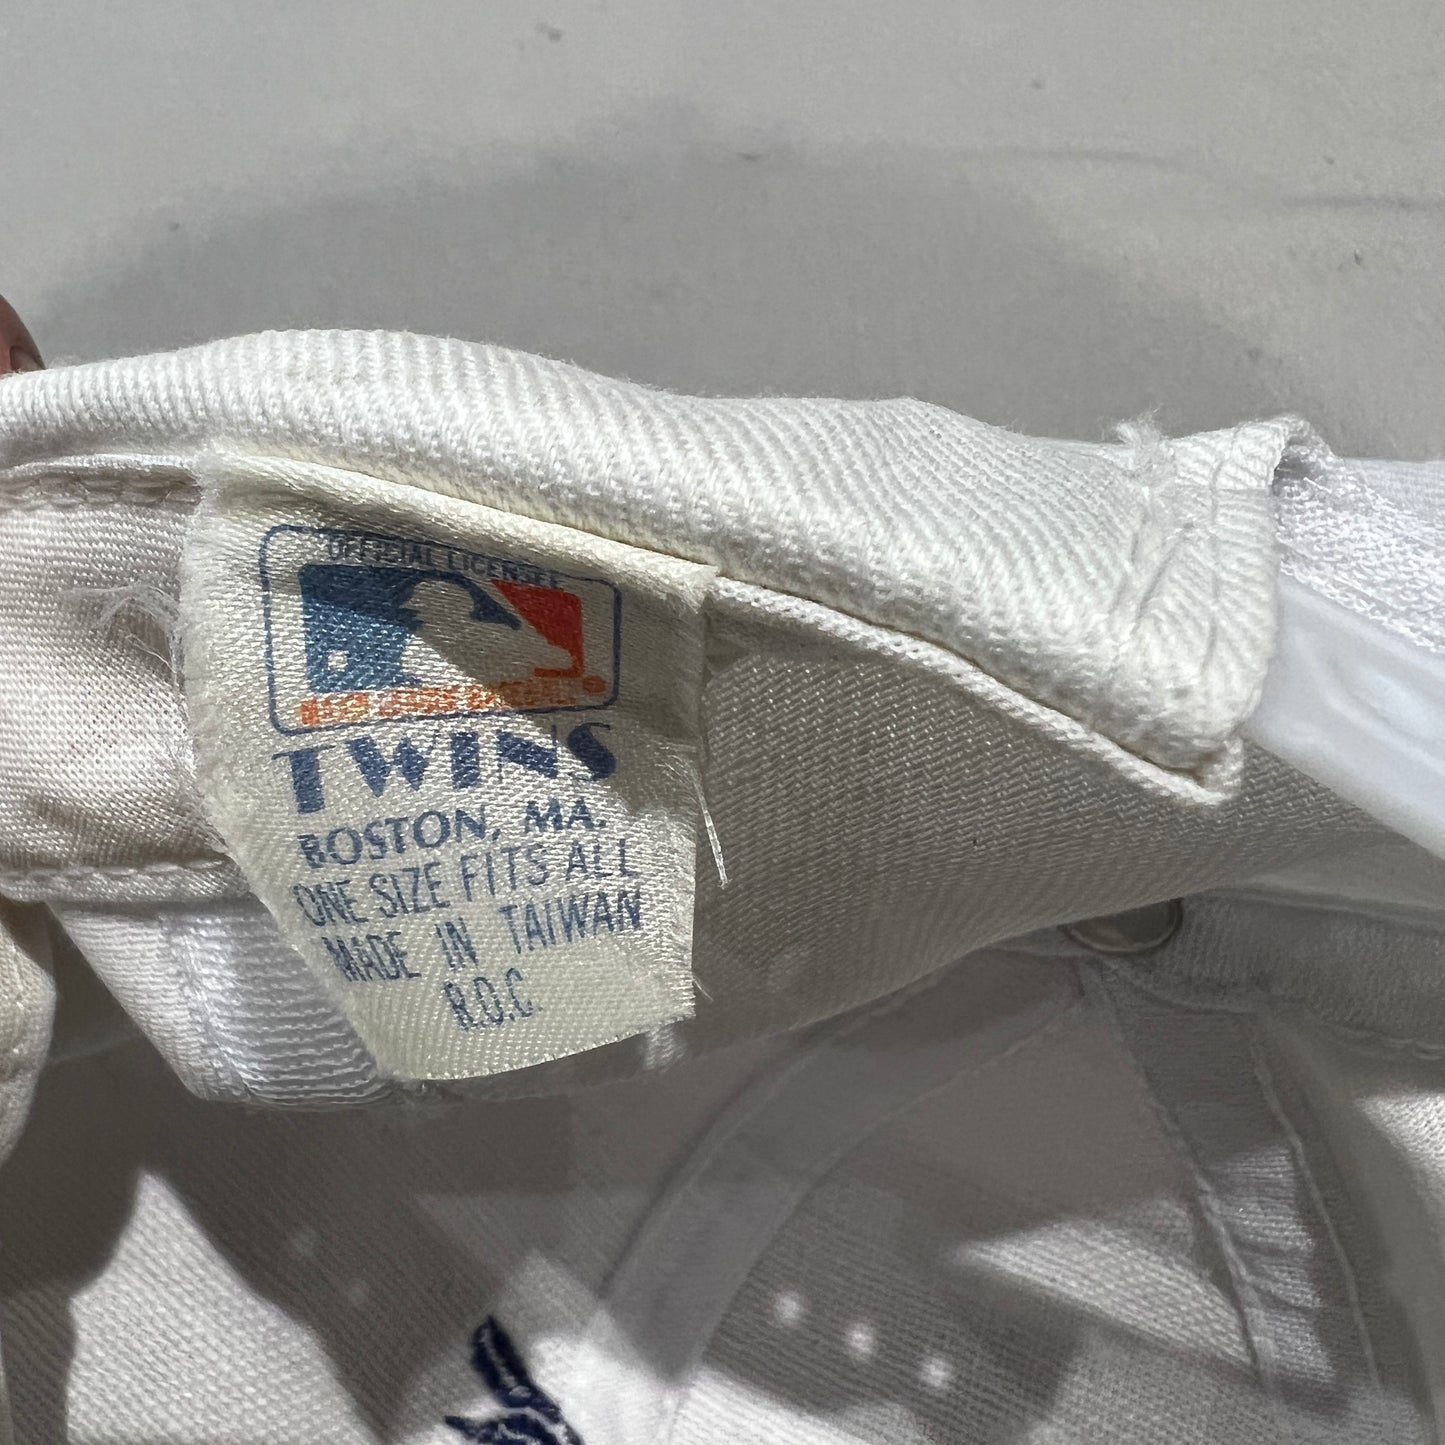 OFFICIAL LICENSEE
MAJOR LEAGUE BASEBALL
TWINS
BOSTON, MA.
ONE SIZE FITS ALL
MADE IN TAIWAN
R.O.C.